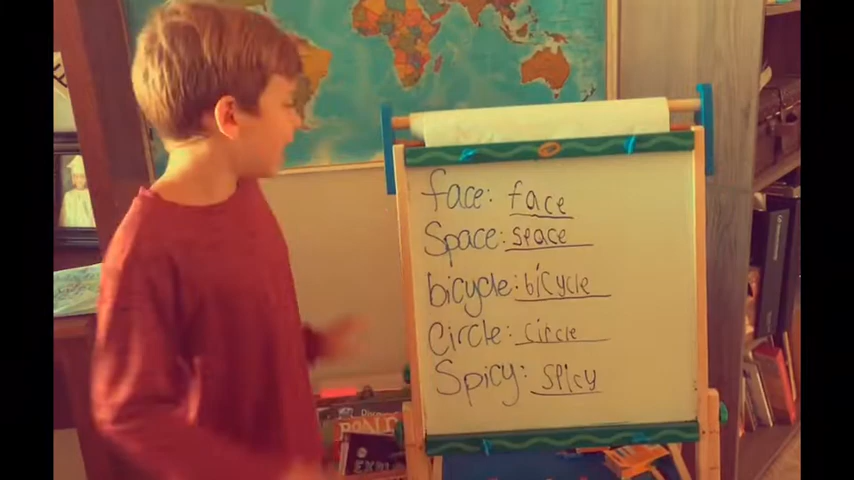 face: face
Space: space
bicycle: bicycle
Circle: circle
Spicy: spicy